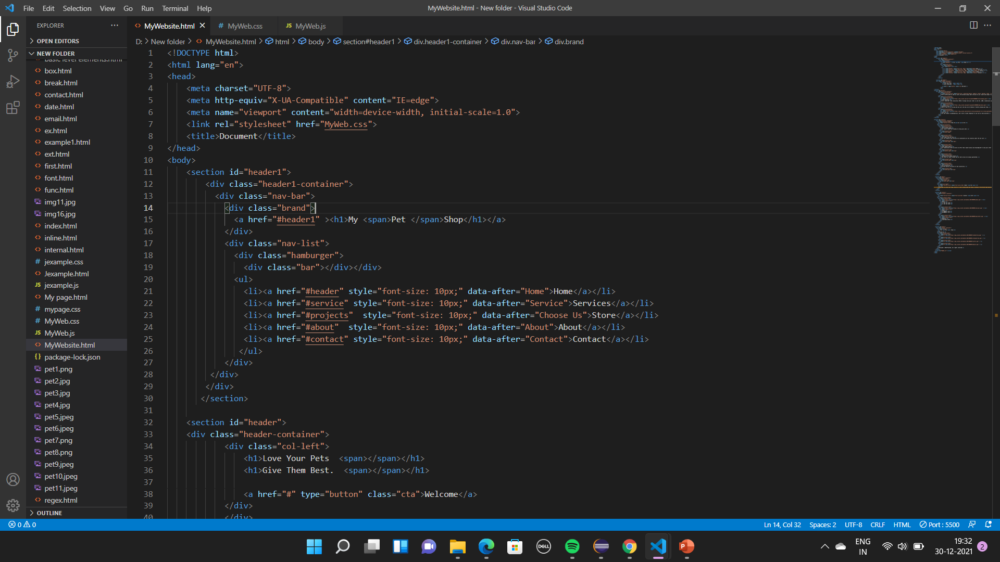 File Edit Selection View Go Run Terminal Help
MyWebsite.html - New folder - Visual Studio Code
EXPLORER
MyWebsite.html
MyWeb.css
JS MyWeb.js
OPEN EDITORS
NEW FOLDER
basic level elements.html
box.html
break.html
contact.html
date.html
email.html
ex.html
example1.html
ext.html
first.html
font.html
func.html
img11.jpg
img16.jpg
index.html
inline.html
internal.html
jexample.css
Jexample.html
JS jexample.js
My page.html
mypage.css
MyWeb.css
JS MyWeb.js
MyWebsite.html
package-lock.json
pet1.png
pet2.jpg
pet3.jpg
pet4.jpg
pet5.jpeg
pet6.jpeg
pet7.png
pet8.png
pet9.jpeg
pet10.jpeg
pet11.jpeg
regex.html
OUTLINE
D: > New folder > MyWebsite.html > html > body > section#header1 > div.header1-container > div.nav-bar > div.brand
1 <!DOCTYPE html>
2 <html lang="en">
3 <head>
4 <meta charset="UTF-8">
5 <meta http-equiv="X-UA-Compatible" content="IE=edge">
6 <meta name="viewport" content="width=device-width, initial-scale=1.0">
7 <link rel="stylesheet" href="MyWeb.css">
8 <title>Document</title>
9 </head>
10 <body>
11 <section id="header1">
12 <div class="header1-container">
13 <div class="nav-bar">
14 <div class="brand">
15 <a href="#header1" ><h1>My <span>Pet </span>Shop</h1></a>
16 </div>
17 <div class="nav-list">
18 <div class="hamburger">
19 <div class="bar"></div></div>
20 <ul>
21 <li><a href="#header" style="font-size: 10px;" data-after="Home">Home</a></li>
22 <li><a href="#service" style="font-size: 10px;" data-after="Service">Services</a></li>
23 <li><a href="#projects"  style="font-size: 10px;" data-after="Choose Us">Store</a></li>
24 <li><a href="#about"  style="font-size: 10px;" data-after="About">About</a></li>
25 <li><a href="#contact" style="font-size: 10px;" data-after="Contact">Contact</a></li>
26 </ul>
27 </div>
28 </div>
29 </div>
30 </section>
31
32 <section id="header">
33 <div class="header-container">
34 <div class="col-left">
35 <h1>Love Your Pets  <span></span></h1>
36 <h1>Give Them Best.  <span></span></h1>
37
38 <a href="#" type="button" class="cta">Welcome</a>
39 </div>
40 </div>
0 0
Ln 14, Col 32 Spaces: 2 UTF-8 CRLF HTML Port : 5500
DELL
P
ENG
IN
19:32
30-12-2021
2